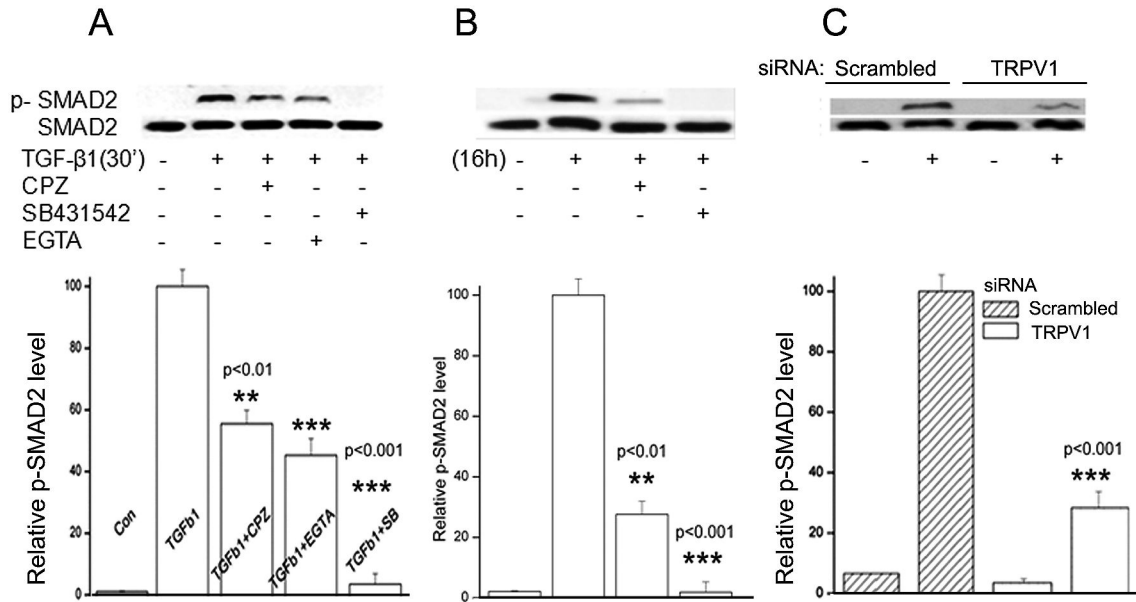 A
B
C
siRNA: Scrambled TRPV1
p- SMAD2
SMAD2
TGF-β1(30') - + + + + (16h) - + + + - + - +
CPZ - - + - - - - + -
SB431542 - - - - + - - - +
EGTA - - - + -
Relative p-SMAD2 level
100
80
60
40
20
0
Con
TGFb1
TGFb1+CPZ
TGFb1+EGTA
TGFb1+SB
p<0.01
**
***
p<0.001
***
Relative p-SMAD2 level
100
80
60
40
20
0
p<0.01
**
p<0.001
***
Relative p-SMAD2 level
100
80
60
40
20
0
siRNA
Scrambled
TRPV1
p<0.001
***